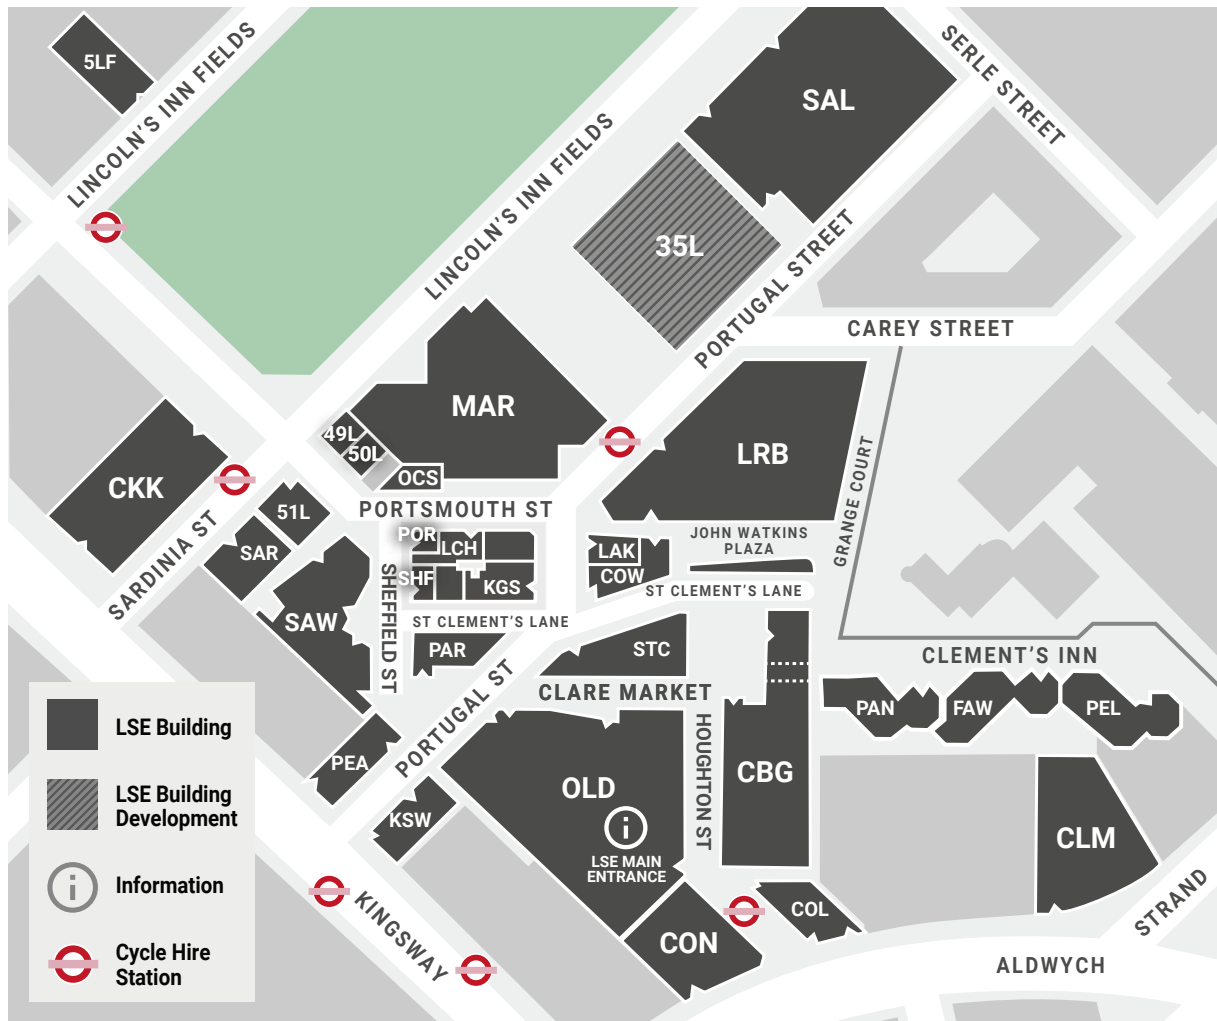 5LF
LINCOLN'S INN FIELDS
SAL
SERLE STREET
LINCOLN'S INN FIELDS
35L
PORTUGAL STREET
CAREY STREET
MAR
49L
50L
OCS
LRB
CKK
51L
PORTSMOUTH ST
GRANGE COURT
SARDINIA ST
SAR
POR
LCH
LAK
JOHN WATKINS
PLAZA
SHF
KGS
COW
ST CLEMENT'S LANE
SAW
SHEFFIELD ST
ST CLEMENT'S LANE
PAR
STC
CLEMENT'S INN
CLARE MARKET
PORTUGAL ST
PAN
FAW
PEL
HOUGHTON ST
PEA
CBG
OLD
KSW
LSE MAIN
ENTRANCE
CLM
COL
CON
KINGSWAY
STRAND
ALDWYCH
LSE Building
LSE Building
Development
Information
Cycle Hire
Station